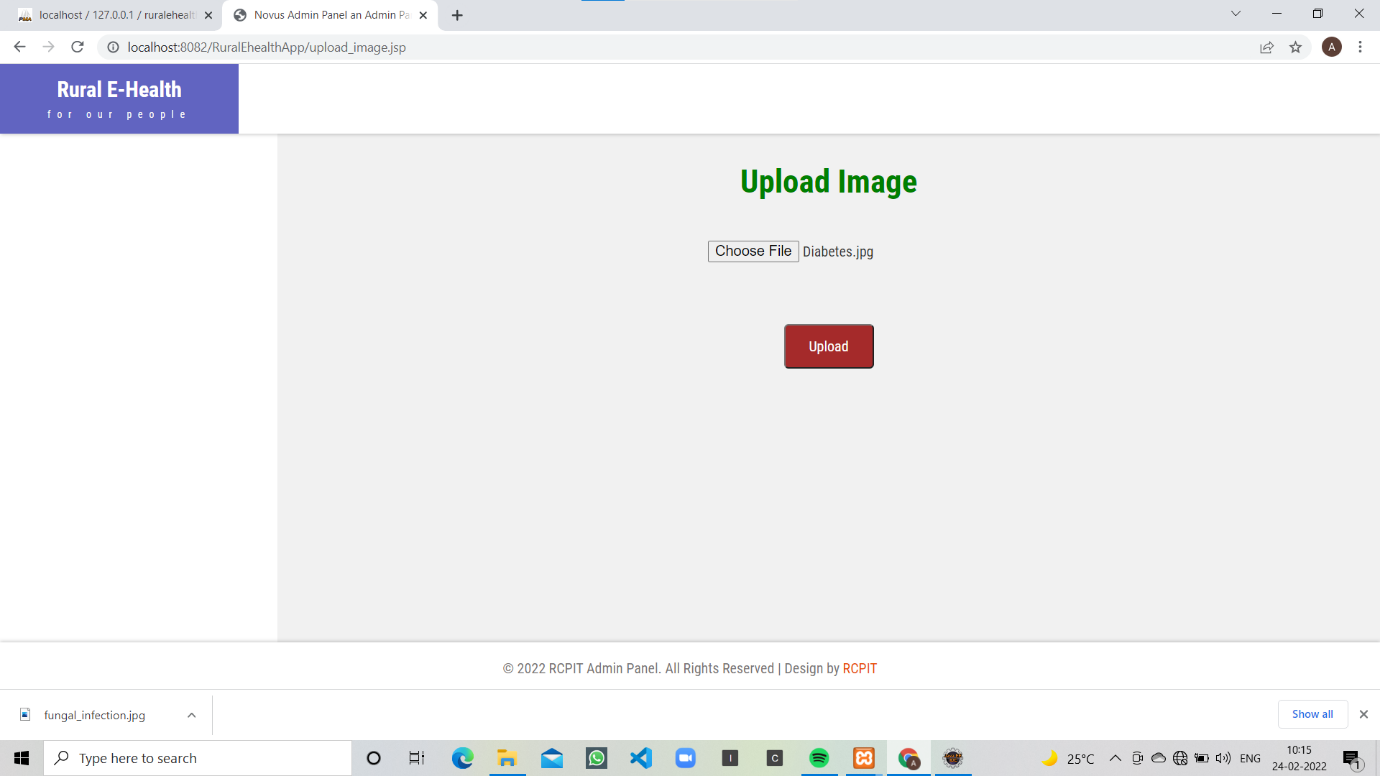 localhost / 127.0.0.1 / ruralehealt
Novus Admin Panel an Admin Pa
localhost:8082/RuralEhealthApp/upload_image.jsp
A
Rural E-Health
for our people
Upload Image
Choose File Diabetes.jpg
Upload
© 2022 RCPIT Admin Panel. All Rights Reserved | Design by RCPIT
fungal_infection.jpg
Show all
Type here to search
I
C
A
25°C
ENG
10:15
24-02-2022
1